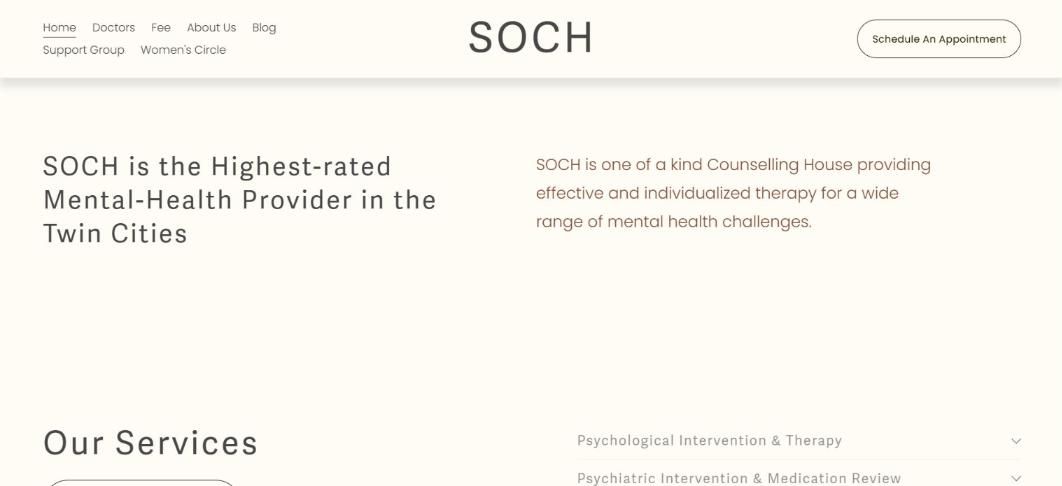 Home Doctors Fee About Us Blog
Support Group Women's Circle
SOCH
Schedule An Appointment
SOCH is the Highest-rated
Mental-Health Provider in the
Twin Cities
SOCH is one of a kind Counselling House providing
effective and individualized therapy for a wide
range of mental health challenges.
Our Services
Psychological Intervention & Therapy
Psychiatric Intervention & Medication Review